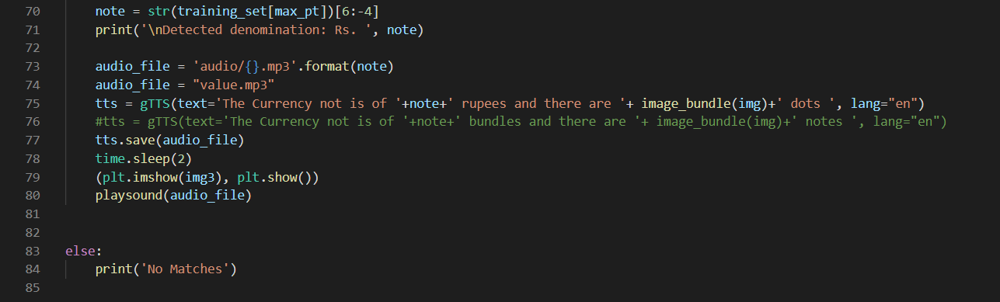 70 note = str(training_set[max_pt])[6:-4]
71 print('\nDetected denomination: Rs. ', note)
72
73 audio_file = 'audio/{}.mp3'.format(note)
74 audio_file = "value.mp3"
75 tts = gTTS(text='The Currency not is of '+note+' rupees and there are '+ image_bundle(img)+' dots ', lang="en")
76 #tts = gTTS(text='The Currency not is of '+note+' bundles and there are '+ image_bundle(img)+' notes ', lang="en")
77 tts.save(audio_file)
78 time.sleep(2)
79 (plt.imshow(img3), plt.show())
80 playsound(audio_file)
81
82
83 else:
84 print('No Matches')
85